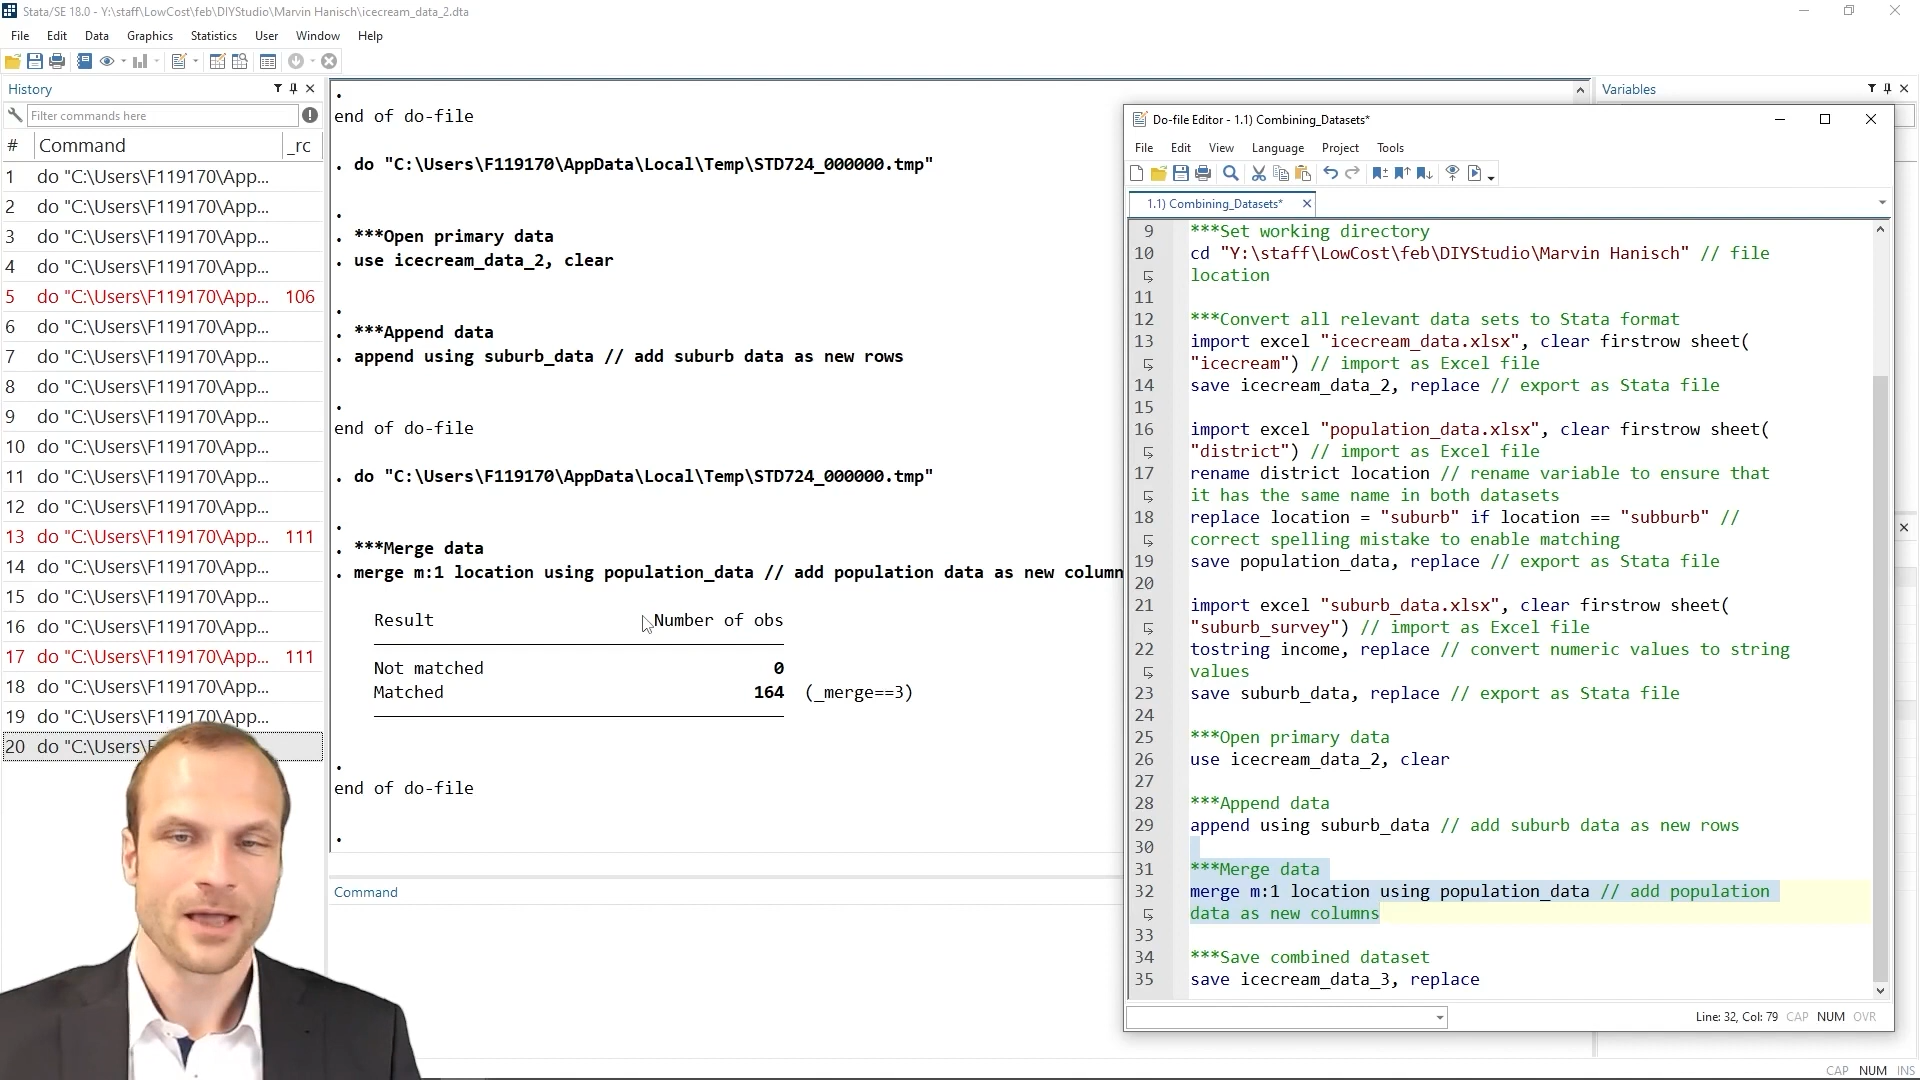 Stata/SE 18.0 - Y:\staff\LowCost\feb\DIYStudio\Marvin Hanisch\icecream_data_2.dta
File Edit Data Graphics Statistics User Window Help
History
Filter commands here
# Command _rc
1 do "C:\Users\F119170\App...
2 do "C:\Users\F119170\App...
3 do "C:\Users\F119170\App...
4 do "C:\Users\F119170\App...
5 do "C:\Users\F119170\App... 106
6 do "C:\Users\F119170\App...
7 do "C:\Users\F119170\App...
8 do "C:\Users\F119170\App...
9 do "C:\Users\F119170\App...
10 do "C:\Users\F119170\App...
11 do "C:\Users\F119170\App...
12 do "C:\Users\F119170\App...
13 do "C:\Users\F119170\App... 111
14 do "C:\Users\F119170\App...
15 do "C:\Users\F119170\App...
16 do "C:\Users\F119170\App...
17 do "C:\Users\F119170\App... 111
18 do "C:\Users\F119170\App...
19 do "C:\Users\F119170\App...
20 do "C:\Users\F
.
end of do-file
. do "C:\Users\F119170\AppData\Local\Temp\STD724_000000.tmp"
.
. ***Open primary data
. use icecream_data_2, clear
.
. ***Append data
. append using suburb_data // add suburb data as new rows
.
end of do-file
. do "C:\Users\F119170\AppData\Local\Temp\STD724_000000.tmp"
.
. ***Merge data
. merge m:1 location using population_data // add population data as new column
Result Number of obs
Not matched 0
Matched 164 (_merge==3)
.
end of do-file
.
Command
Variables
Do-file Editor - 1.1) Combining_Datasets*
File Edit View Language Project Tools
1.1) Combining_Datasets*
9 ***Set working directory
10 cd "Y:\staff\LowCost\feb\DIYStudio\Marvin Hanisch" // file
location
11
12 ***Convert all relevant data sets to Stata format
13 import excel "icecream_data.xlsx", clear firstrow sheet(
"icecream") // import as Excel file
14 save icecream_data_2, replace // export as Stata file
15
16 import excel "population_data.xlsx", clear firstrow sheet(
"district") // import as Excel file
17 rename district location // rename variable to ensure that
it has the same name in both datasets
18 replace location = "suburb" if location == "subburb" //
correct spelling mistake to enable matching
19 save population_data, replace // export as Stata file
20
21 import excel "suburb_data.xlsx", clear firstrow sheet(
"suburb_survey") // import as Excel file
22 tostring income, replace // convert numeric values to string
values
23 save suburb_data, replace // export as Stata file
24
25 ***Open primary data
26 use icecream_data_2, clear
27
28 ***Append data
29 append using suburb_data // add suburb data as new rows
30
31 ***Merge data
32 merge m:1 location using population_data // add population
data as new columns
33
34 ***Save combined dataset
35 save icecream_data_3, replace
Line: 32, Col: 79 CAP NUM OVR
CAP NUM INS